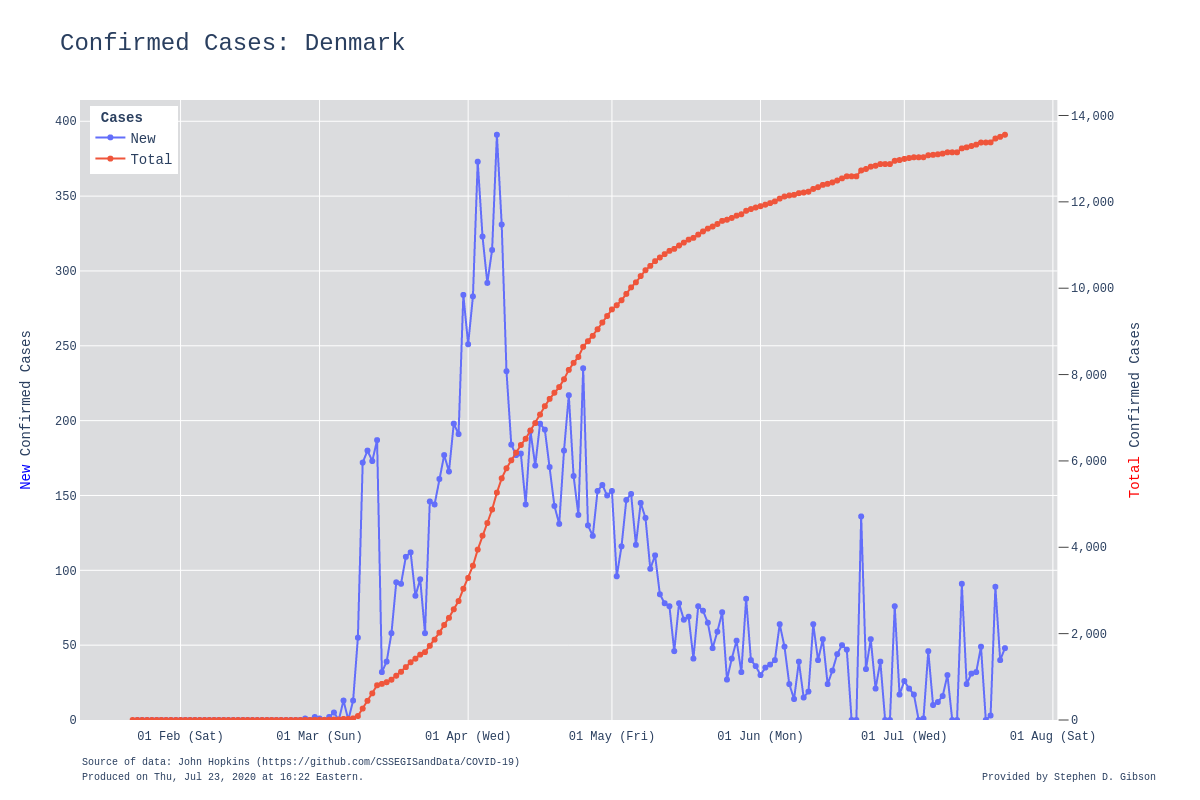 Confirmed Cases: Denmark
Cases
New
Total
400
350
300
250
200
150
100
50
0
14,000
12,000
10,000
8,000
6,000
4,000
2,000
0
New Confirmed Cases
Total Confirmed Cases
01 Feb (Sat) 01 Mar (Sun) 01 Apr (Wed) 01 May (Fri) 01 Jun (Mon) 01 Jul (Wed) 01 Aug (Sat)
Source of data: John Hopkins (https://github.com/CSSEGISandData/COVID-19)
Produced on Thu, Jul 23, 2020 at 16:22 Eastern.
Provided by Stephen D. Gibson